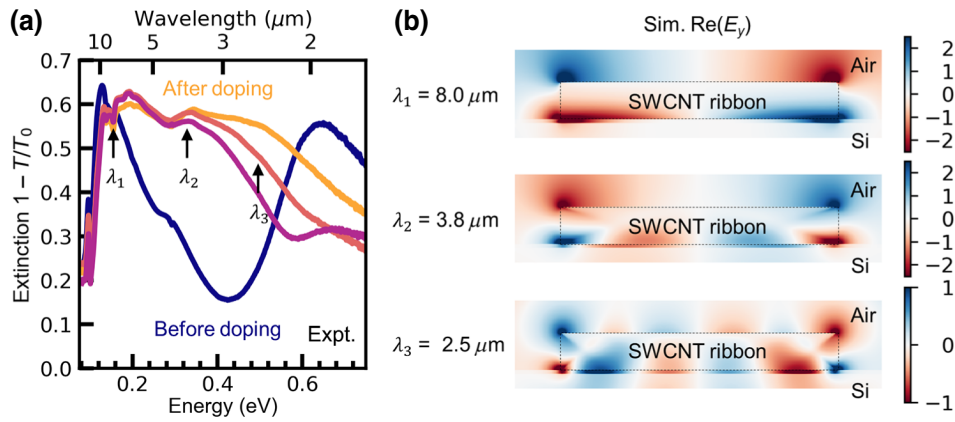 (a)
Wavelength (μm)
10 5 3 2
0.7
0.6
0.5
0.4
0.3
0.2
0.1
0.0
Extinction 1 − T/T0
After doping
λ1
λ2
λ3
Before doping
Expt.
0.2 0.4 0.6
Energy (eV)
(b)
Sim. Re(Ey)
λ1 = 8.0 μm
Air
SWCNT ribbon
Si
2
1
0
−1
−2
λ2 = 3.8 μm
Air
SWCNT ribbon
Si
2
1
0
−1
−2
λ3 = 2.5 μm
Air
SWCNT ribbon
Si
1
0
−1